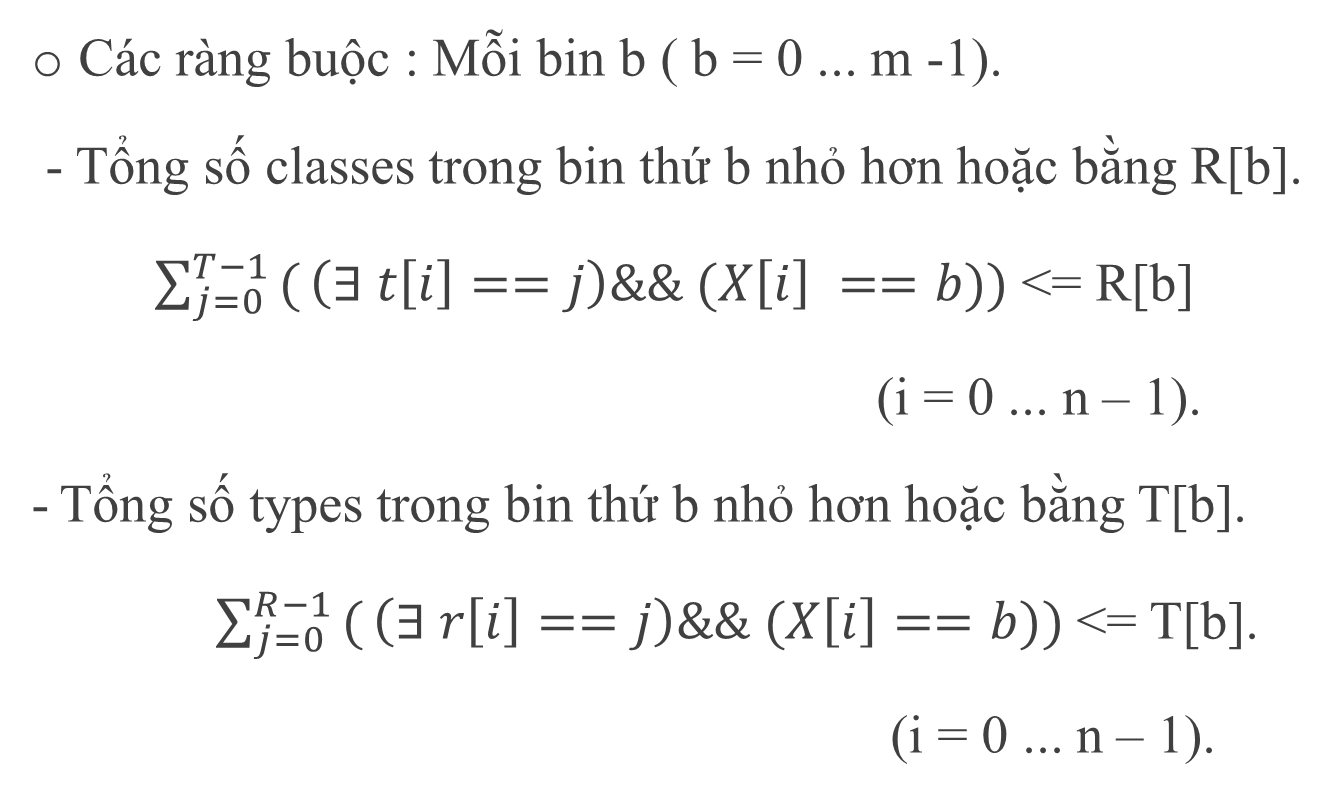 ○ Các ràng buộc : Mỗi bin b ( b = 0 ... m -1).
- Tổng số classes trong bin thứ b nhỏ hơn hoặc bằng R[b].
∑_{j=0}^{T−1} ( (∃ t[i] == j)&& (X[i] == b)) <= R[b]
(i = 0 ... n – 1).
- Tổng số types trong bin thứ b nhỏ hơn hoặc bằng T[b].
∑_{j=0}^{R−1} ( (∃ r[i] == j)&& (X[i] == b)) <= T[b].
(i = 0 ... n – 1).